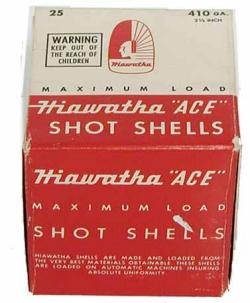 25
410 GA.
2½ INCH
WARNING
KEEP OUT OF
THE REACH OF
CHILDREN
Hiawatha
MAXIMUM LOAD
Hiawatha "ACE"
SHOT SHELLS
Hiawatha "ACE"
MAXIMUM LOAD
SHOT SHELLS
HIAWATHA SHELLS ARE MADE AND LOADED FROM
THE VERY BEST MATERIALS OBTAINABLE THESE SHELLS
ARE LOADED ON AUTOMATIC MACHINES INSURING
ABSOLUTE UNIFORMITY.